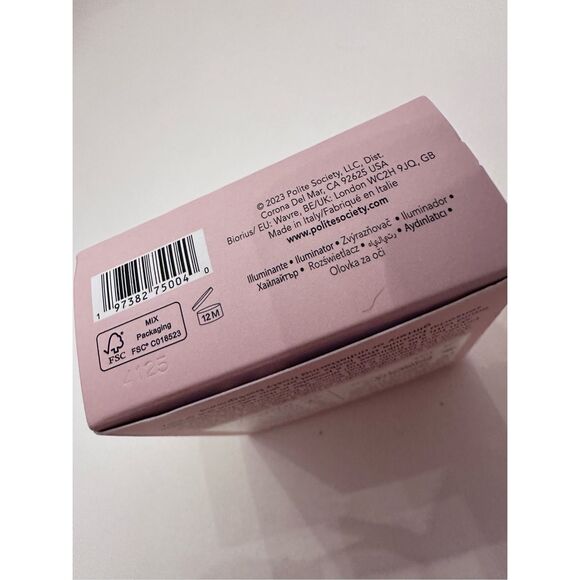 © 2023 Polite Society, LLC, Dist.
Corona Del Mar, CA 92625 USA
Biorius/ EU: Wavre, BE/UK: London WC2H 9JQ, GB
Made in Italy/Fabriqué en Italie
www.politesociety.com
Illuminante • Iluminator • Zvýrazňovač • Iluminador •
Хайлайтър • Rozświetlacz • • Aydınlatıcı •
Olovka za oči
1 97382 75004 0
MIX
Packaging
FSC® C018523
FSC
12M
4125